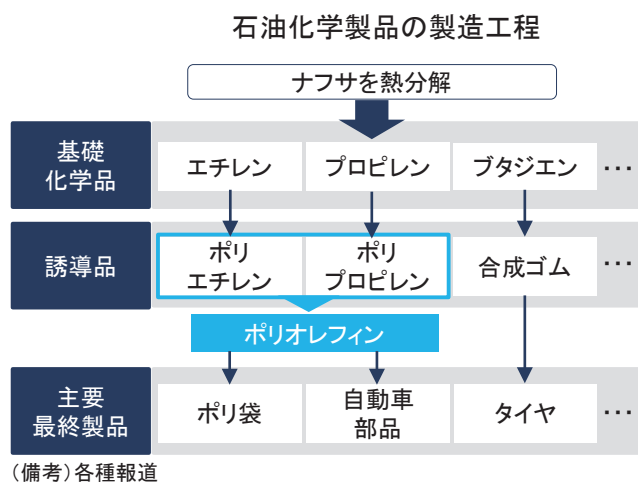 石油化学製品の製造工程
ナフサを熱分解
基礎
化学品
エチレン
プロピレン
ブタジエン
･･･
誘導品
ポリ
エチレン
ポリ
プロピレン
合成ゴム
･･･
ポリオレフィン
主要
最終製品
ポリ袋
自動車
部品
タイヤ
･･･
（備考）各種報道